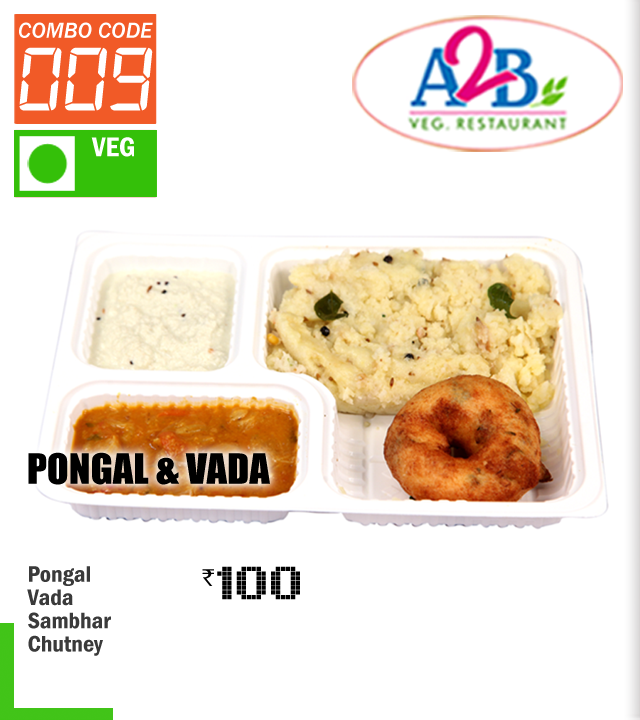 COMBO CODE
009
VEG
A2B
VEG. RESTAURANT
PONGAL & VADA
Pongal
Vada
Sambhar
Chutney
₹100